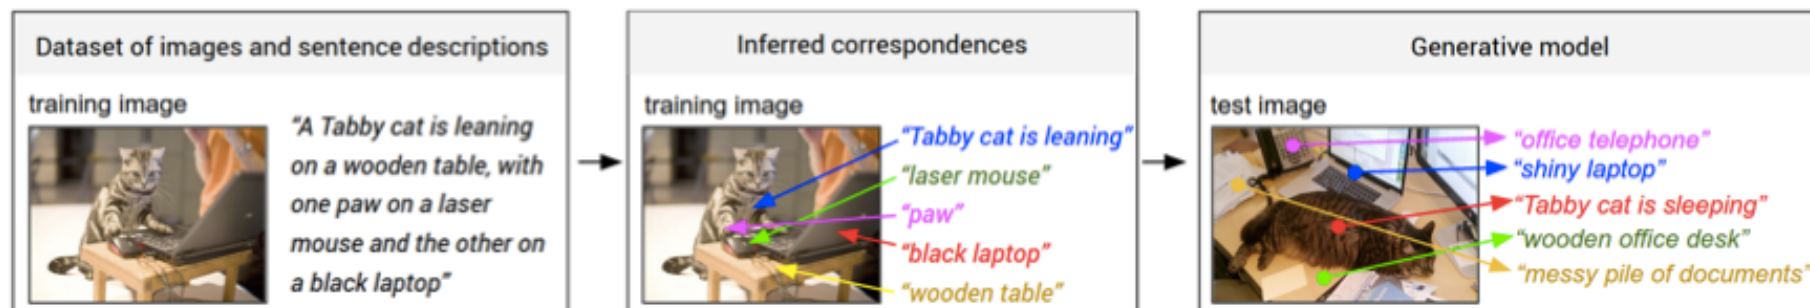 Dataset of images and sentence descriptions
training image
"A Tabby cat is leaning
on a wooden table, with
one paw on a laser
mouse and the other on
a black laptop"
Inferred correspondences
training image
"Tabby cat is leaning"
"laser mouse"
"paw"
"black laptop"
"wooden table"
Generative model
test image
"office telephone"
"shiny laptop"
"Tabby cat is sleeping"
"wooden office desk"
"messy pile of documents"